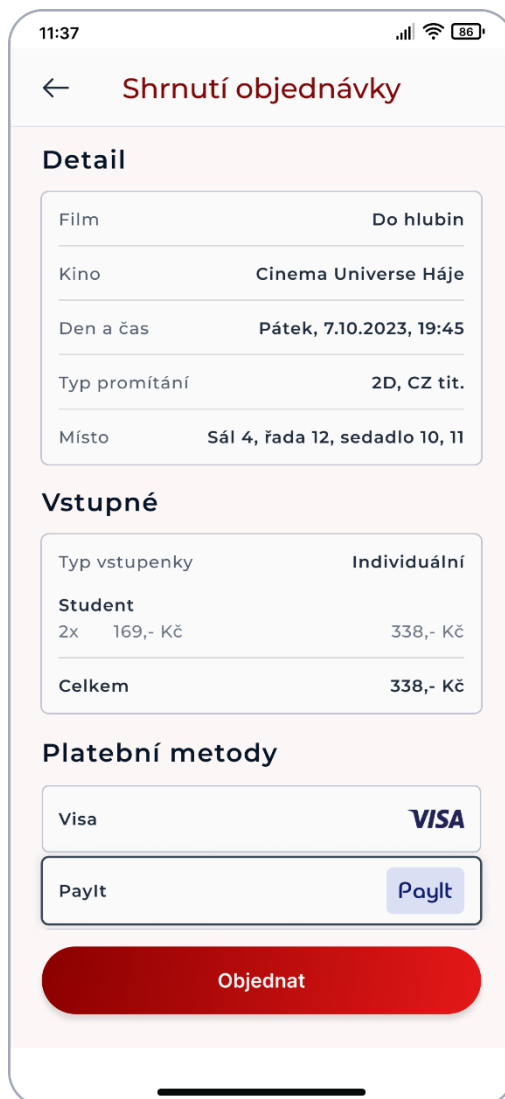 11:37
86
Shrnutí objednávky
Detail
Film Do hlubin
Kino Cinema Universe Háje
Den a čas Pátek, 7.10.2023, 19:45
Typ promítání 2D, CZ tit.
Místo Sál 4, řada 12, sedadlo 10, 11
Vstupné
Typ vstupenky Individuální
Student
2x 169,- Kč 338,- Kč
Celkem 338,- Kč
Platební metody
Visa VISA
PayIt PayIt
Objednat